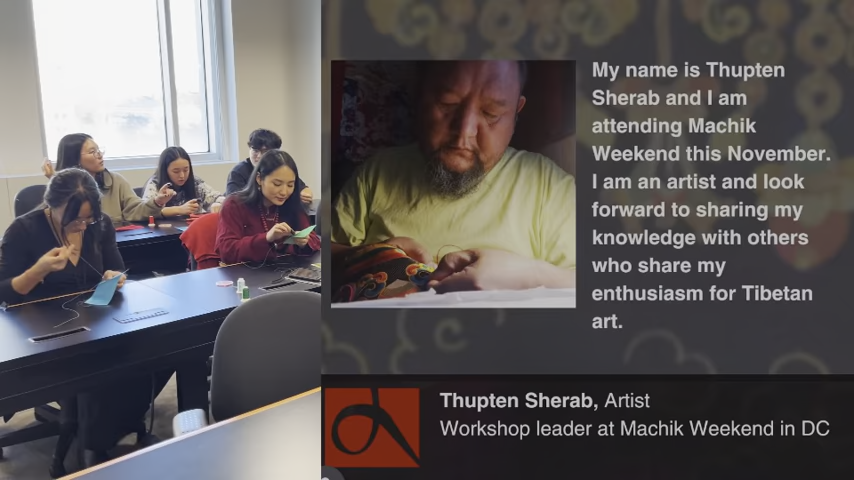 My name is Thupten
Sherab and I am
attending Machik
Weekend this November.
I am an artist and look
forward to sharing my
knowledge with others
who share my
enthusiasm for Tibetan
art.
Thupten Sherab, Artist
Workshop leader at Machik Weekend in DC